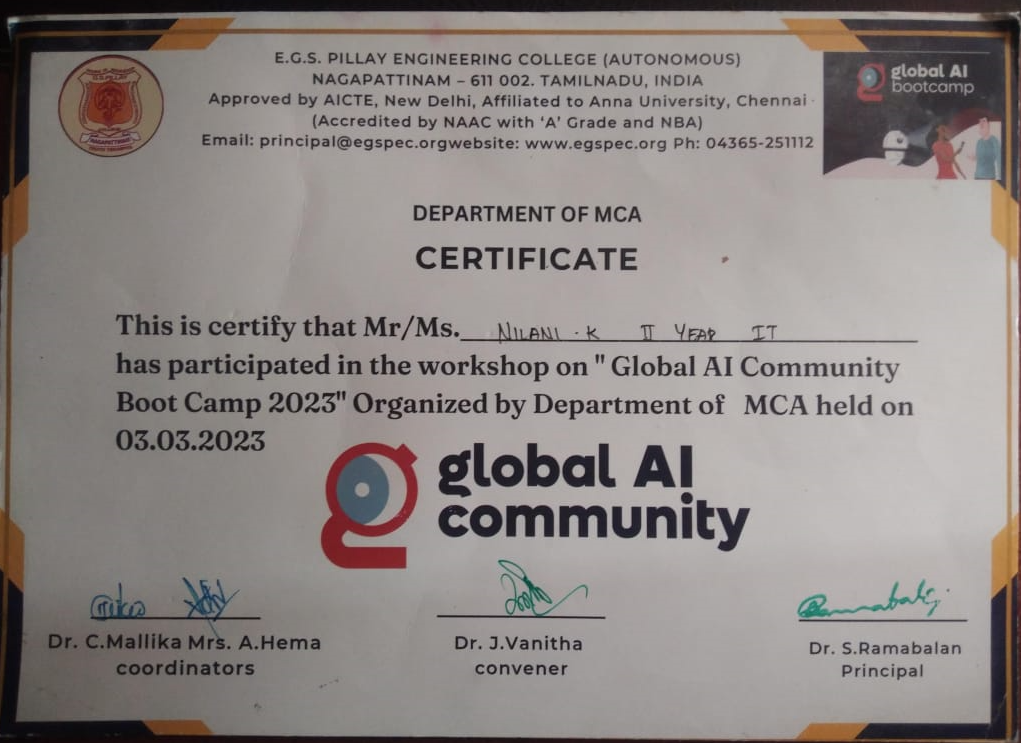 E.G.S. PILLAY ENGINEERING COLLEGE (AUTONOMOUS)
NAGAPATTINAM – 611 002. TAMILNADU, INDIA
Approved by AICTE, New Delhi, Affiliated to Anna University, Chennai
(Accredited by NAAC with ‘A’ Grade and NBA)
Email: principal@egspec.orgwebsite: www.egspec.org Ph: 04365-251112
global AI
bootcamp
DEPARTMENT OF MCA
CERTIFICATE
This is certify that Mr/Ms. NILANI . K II YEAR IT
has participated in the workshop on " Global AI Community
Boot Camp 2023" Organized by Department of MCA held on
03.03.2023
global AI
community
Dr. C.Mallika Mrs. A.Hema
coordinators
Dr. J.Vanitha
convener
Dr. S.Ramabalan
Principal